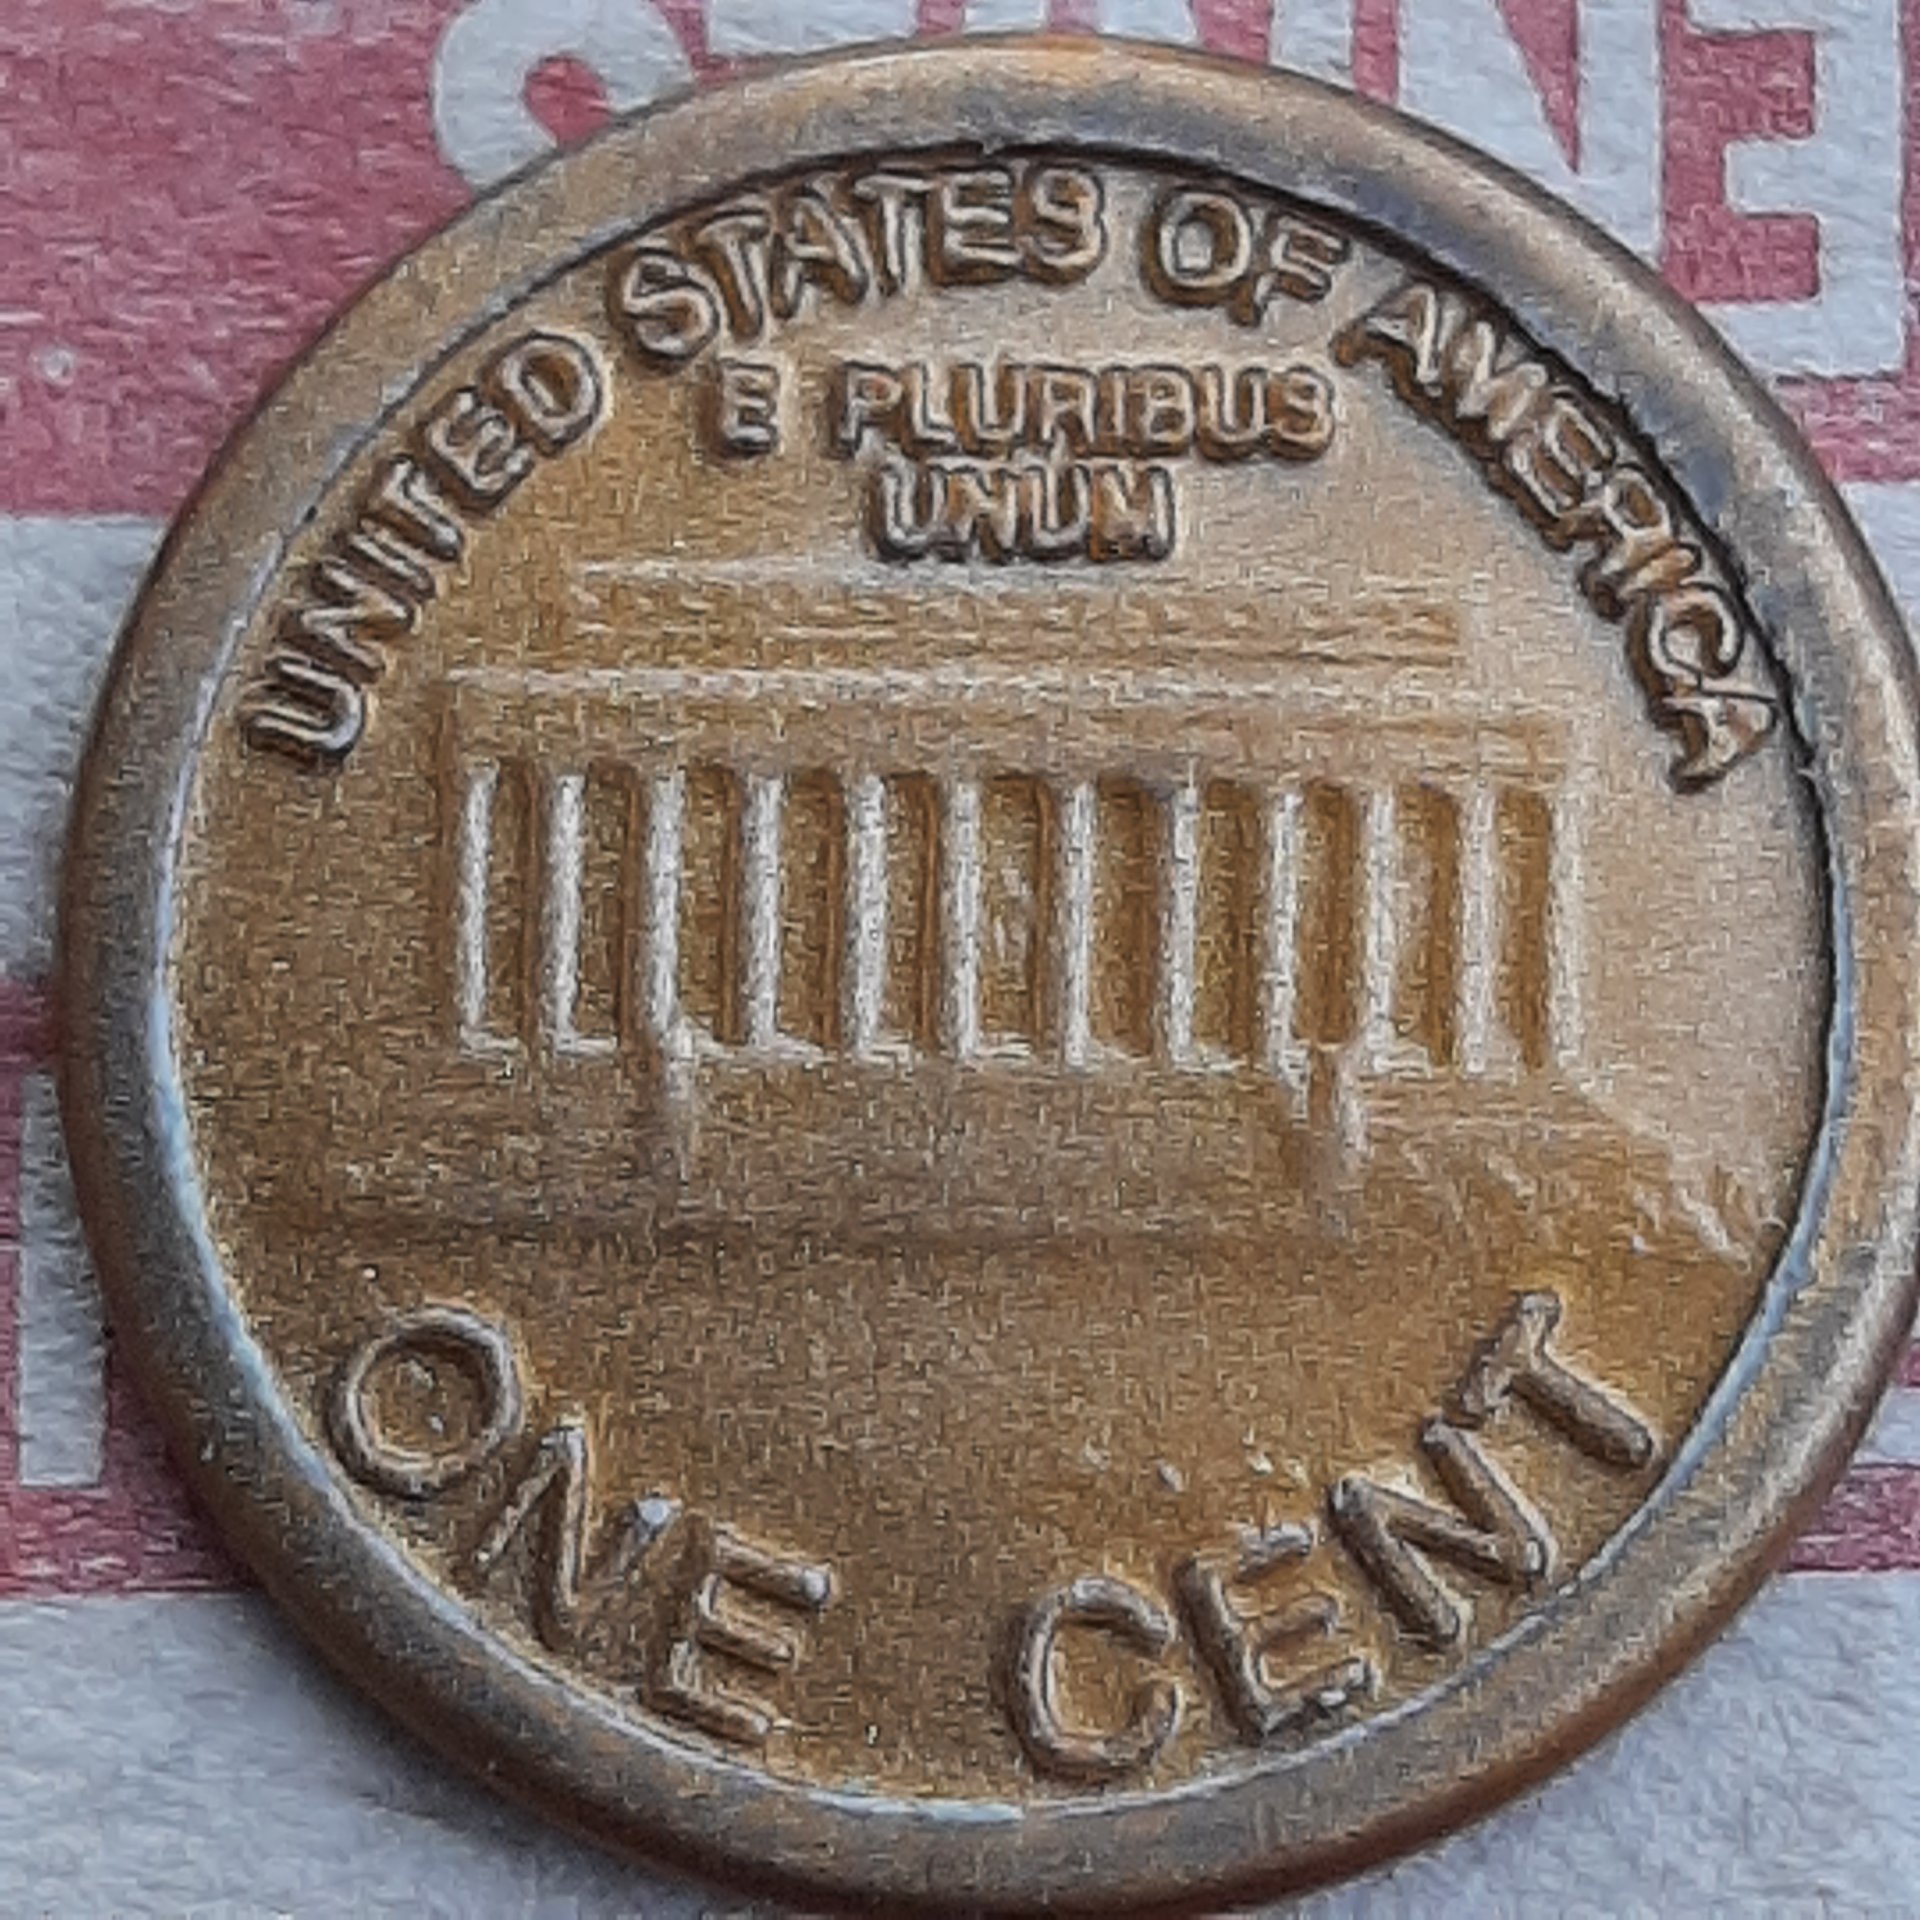 UNITED STATES OF AMERICA
E PLURIBUS
UNUM
ONE CENT